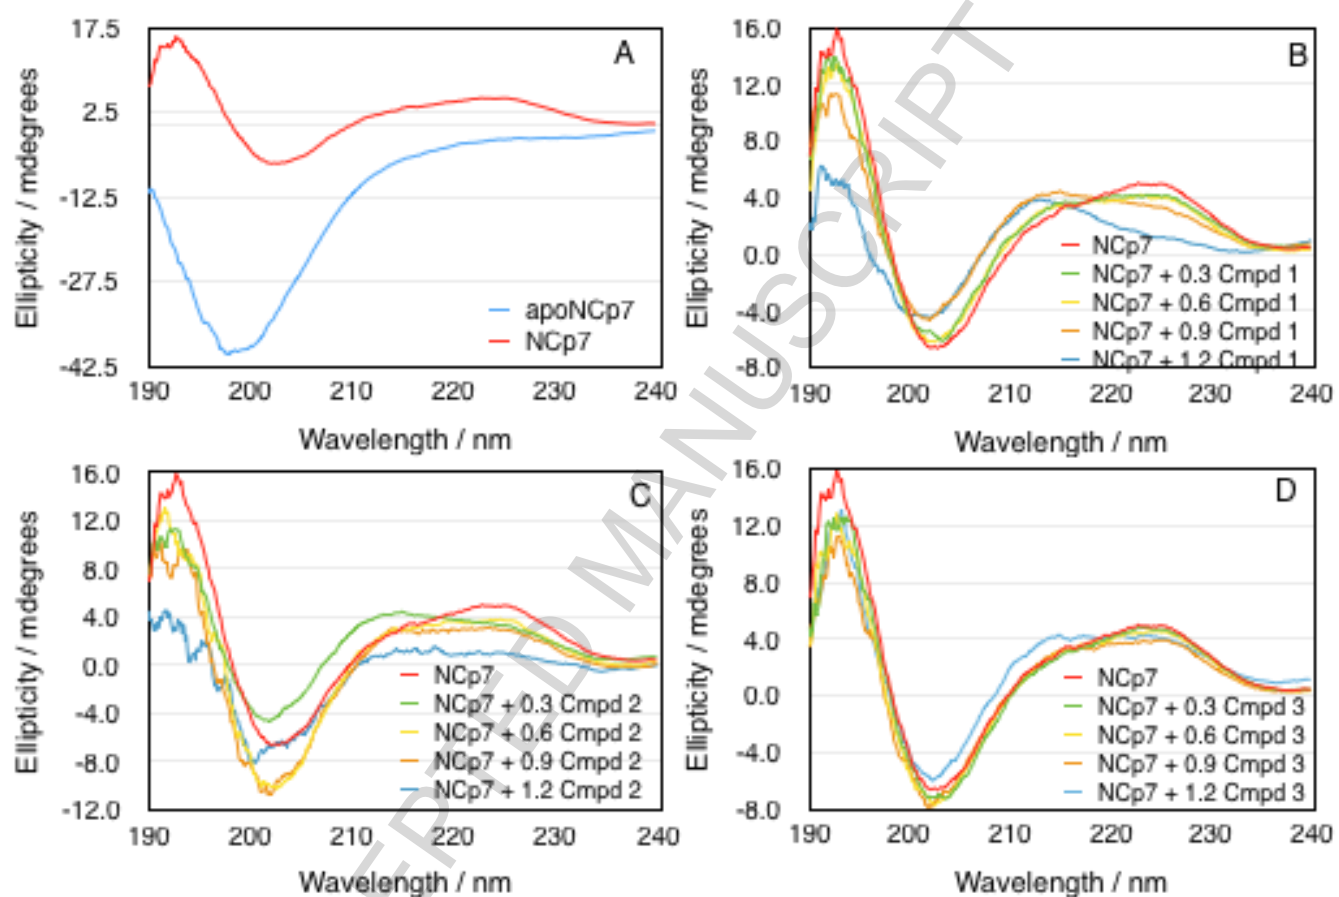 17.5
2.5
-12.5
-27.5
-42.5
Ellipticity / mdegrees
A
apoNCp7
NCp7
190 200 210 220 230 240
Wavelength / nm
16.0
12.0
8.0
4.0
0.0
-4.0
-8.0
Ellipticity / mdegrees
B
NCp7
NCp7 + 0.3 Cmpd 1
NCp7 + 0.6 Cmpd 1
NCp7 + 0.9 Cmpd 1
NCp7 + 1.2 Cmpd 1
190 200 210 220 230 240
Wavelength / nm
16.0
12.0
8.0
4.0
0.0
-4.0
-8.0
-12.0
Ellipticity / mdegrees
C
NCp7
NCp7 + 0.3 Cmpd 2
NCp7 + 0.6 Cmpd 2
NCp7 + 0.9 Cmpd 2
NCp7 + 1.2 Cmpd 2
190 200 210 220 230 240
Wavelength / nm
16.0
12.0
8.0
4.0
0.0
-4.0
-8.0
Ellipticity / mdegrees
D
NCp7
NCp7 + 0.3 Cmpd 3
NCp7 + 0.6 Cmpd 3
NCp7 + 0.9 Cmpd 3
NCp7 + 1.2 Cmpd 3
190 200 210 220 230 240
Wavelength / nm
EPTED MANUSCRIPT